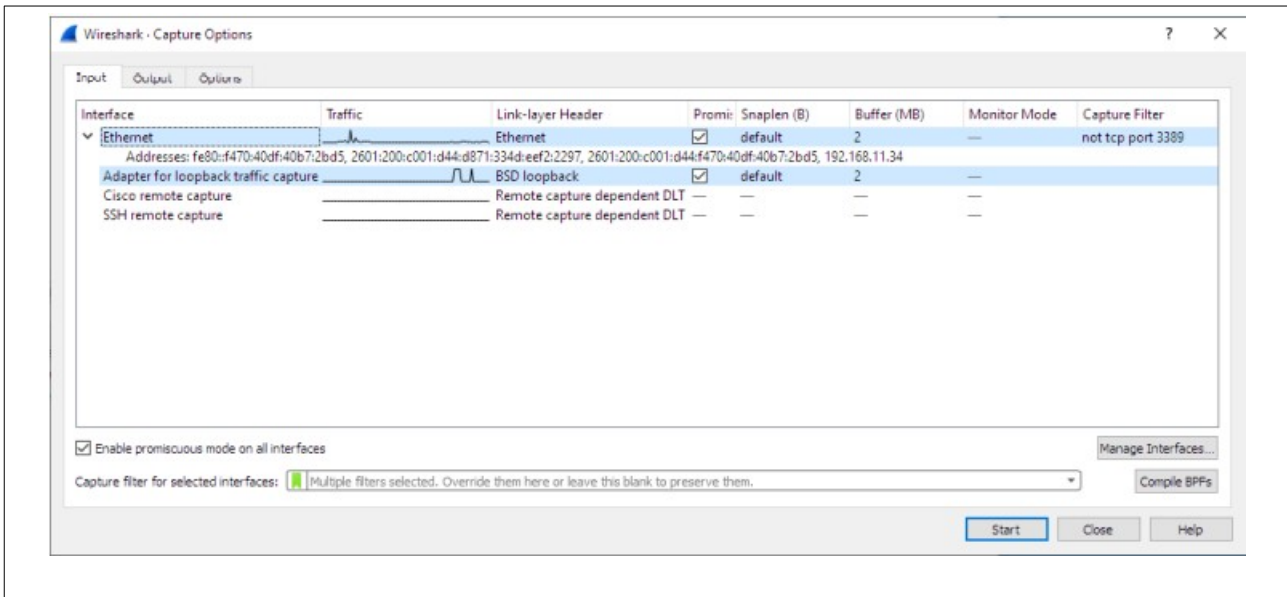 Wireshark · Capture Options ? ×
Input Output Options
Interface Traffic Link-layer Header Promis Snaplen (B) Buffer (MB) Monitor Mode Capture Filter
Ethernet Ethernet default 2 — not tcp port 3389
Addresses: fe80::f470:40df:40b7:2bd5, 2601:200:c001:d44:d871:334d:eef2:2297, 2601:200:c001:d44:f470:40df:40b7:2bd5, 192.168.11.34
Adapter for loopback traffic capture BSD loopback default 2 —
Cisco remote capture Remote capture dependent DLT — — — —
SSH remote capture Remote capture dependent DLT — — — —
Enable promiscuous mode on all interfaces Manage Interfaces...
Capture filter for selected interfaces: Multiple filters selected. Override them here or leave this blank to preserve them. Compile BPFs
Start Close Help